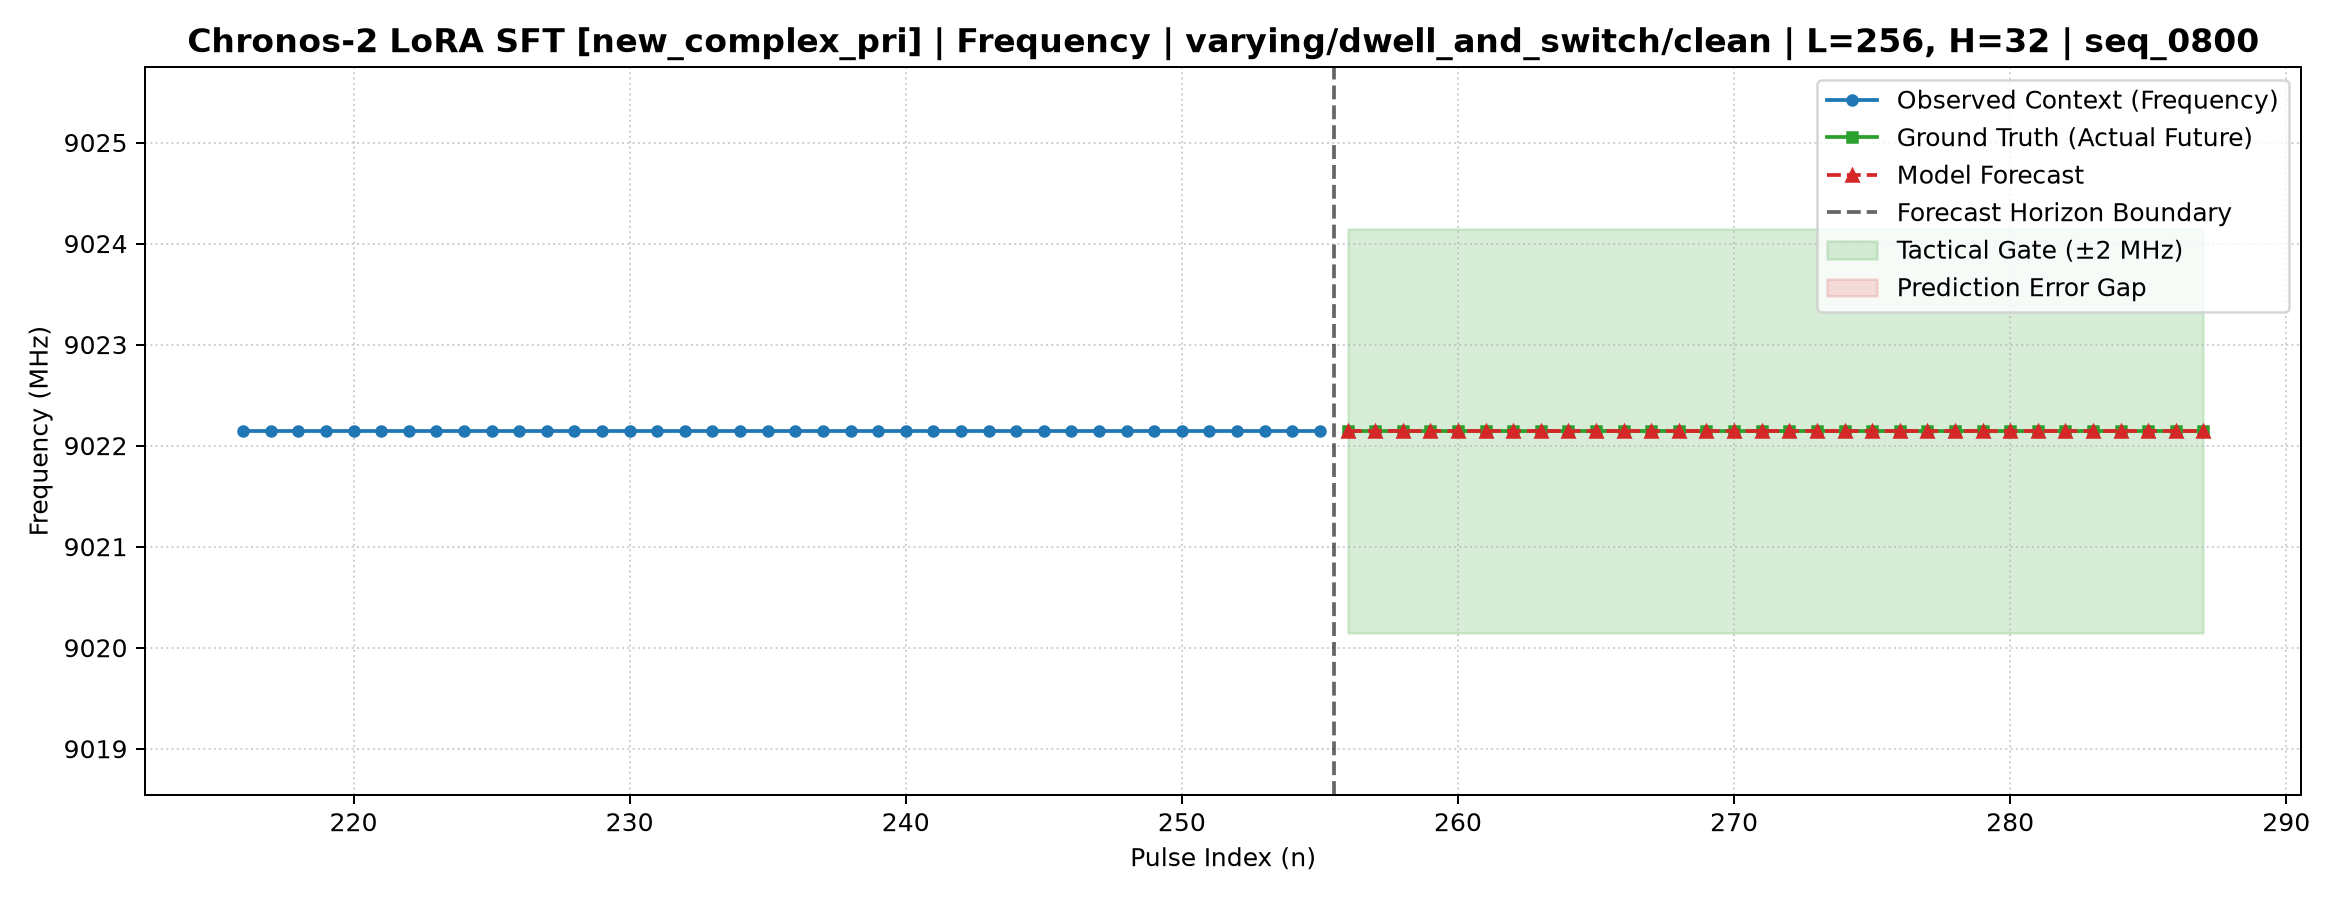 Chronos-2 LoRA SFT [new_complex_pri] | Frequency | varying/dwell_and_switch/clean | L=256, H=32 | seq_0800
Observed Context (Frequency)
Ground Truth (Actual Future)
Model Forecast
Forecast Horizon Boundary
Tactical Gate (±2 MHz)
Prediction Error Gap
Frequency (MHz)
9025
9024
9023
9022
9021
9020
9019
220 230 240 250 260 270 280 290
Pulse Index (n)